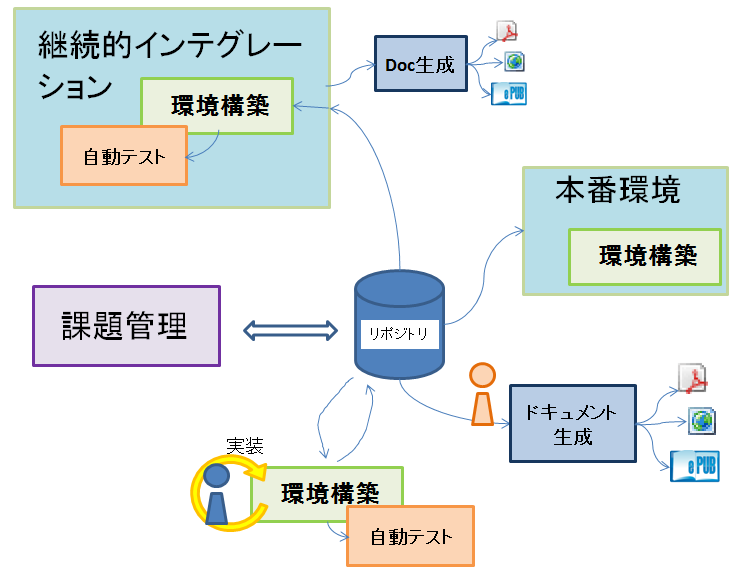 継続的インテグレー
ション
環境構築
自動テスト
Doc生成
e PUB
本番環境
環境構築
課題管理
リポジトリ
ドキュメント
生成
e PUB
実装
環境構築
自動テスト